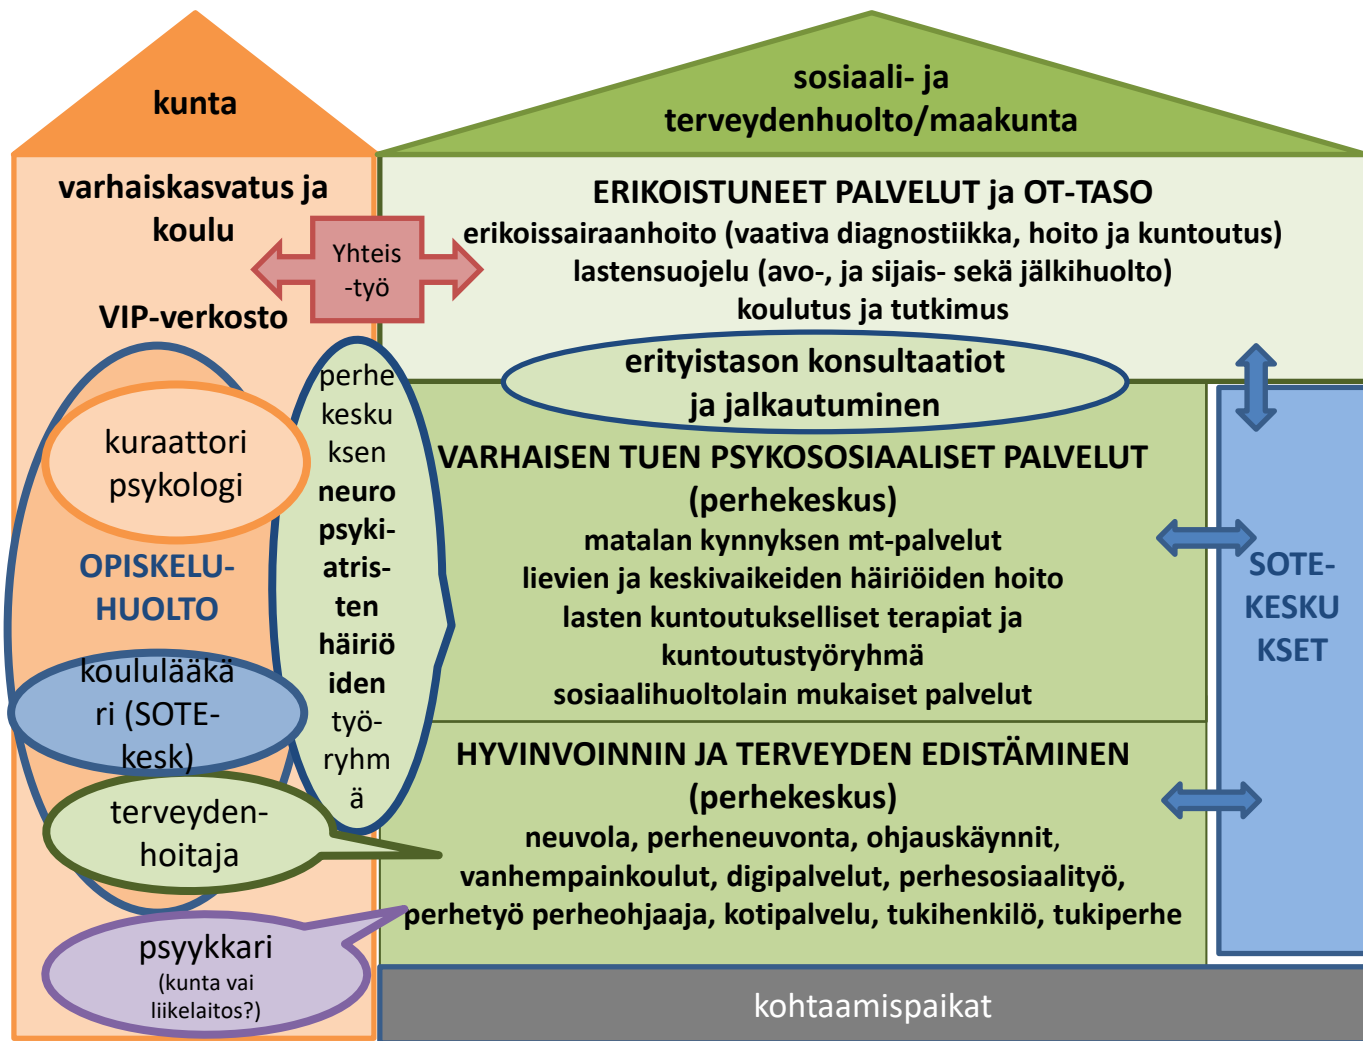 kunta
varhaiskasvatus ja
koulu
VIP-verkosto
kuraattori
psykologi
OPISKELU-
HUOLTO
koululääkä
ri (SOTE-
kesk)
terveyden-
hoitaja
psyykkari
(kunta vai
liikelaitos?)
Yhteis
-työ
perhe
kesku
ksen
neuro
psyki-
atris-
ten
häiriö
iden
työ-
ryhm
ä
sosiaali- ja
terveydenhuolto/maakunta
ERIKOISTUNEET PALVELUT ja OT-TASO
erikoissairaanhoito (vaativa diagnostiikka, hoito ja kuntoutus)
lastensuojelu (avo-, ja sijais- sekä jälkihuolto)
koulutus ja tutkimus
erityistason konsultaatiot
ja jalkautuminen
VARHAISEN TUEN PSYKOSOSIAALISET PALVELUT
(perhekeskus)
matalan kynnyksen mt-palvelut
lievien ja keskivaikeiden häiriöiden hoito
lasten kuntoutukselliset terapiat ja
kuntoutustyöryhmä
sosiaalihuoltolain mukaiset palvelut
HYVINVOINNIN JA TERVEYDEN EDISTÄMINEN
(perhekeskus)
neuvola, perheneuvonta, ohjauskäynnit,
vanhempainkoulut, digipalvelut, perhesosiaalityö,
perhetyö perheohjaaja, kotipalvelu, tukihenkilö, tukiperhe
SOTE-
KESKU
KSET
kohtaamispaikat